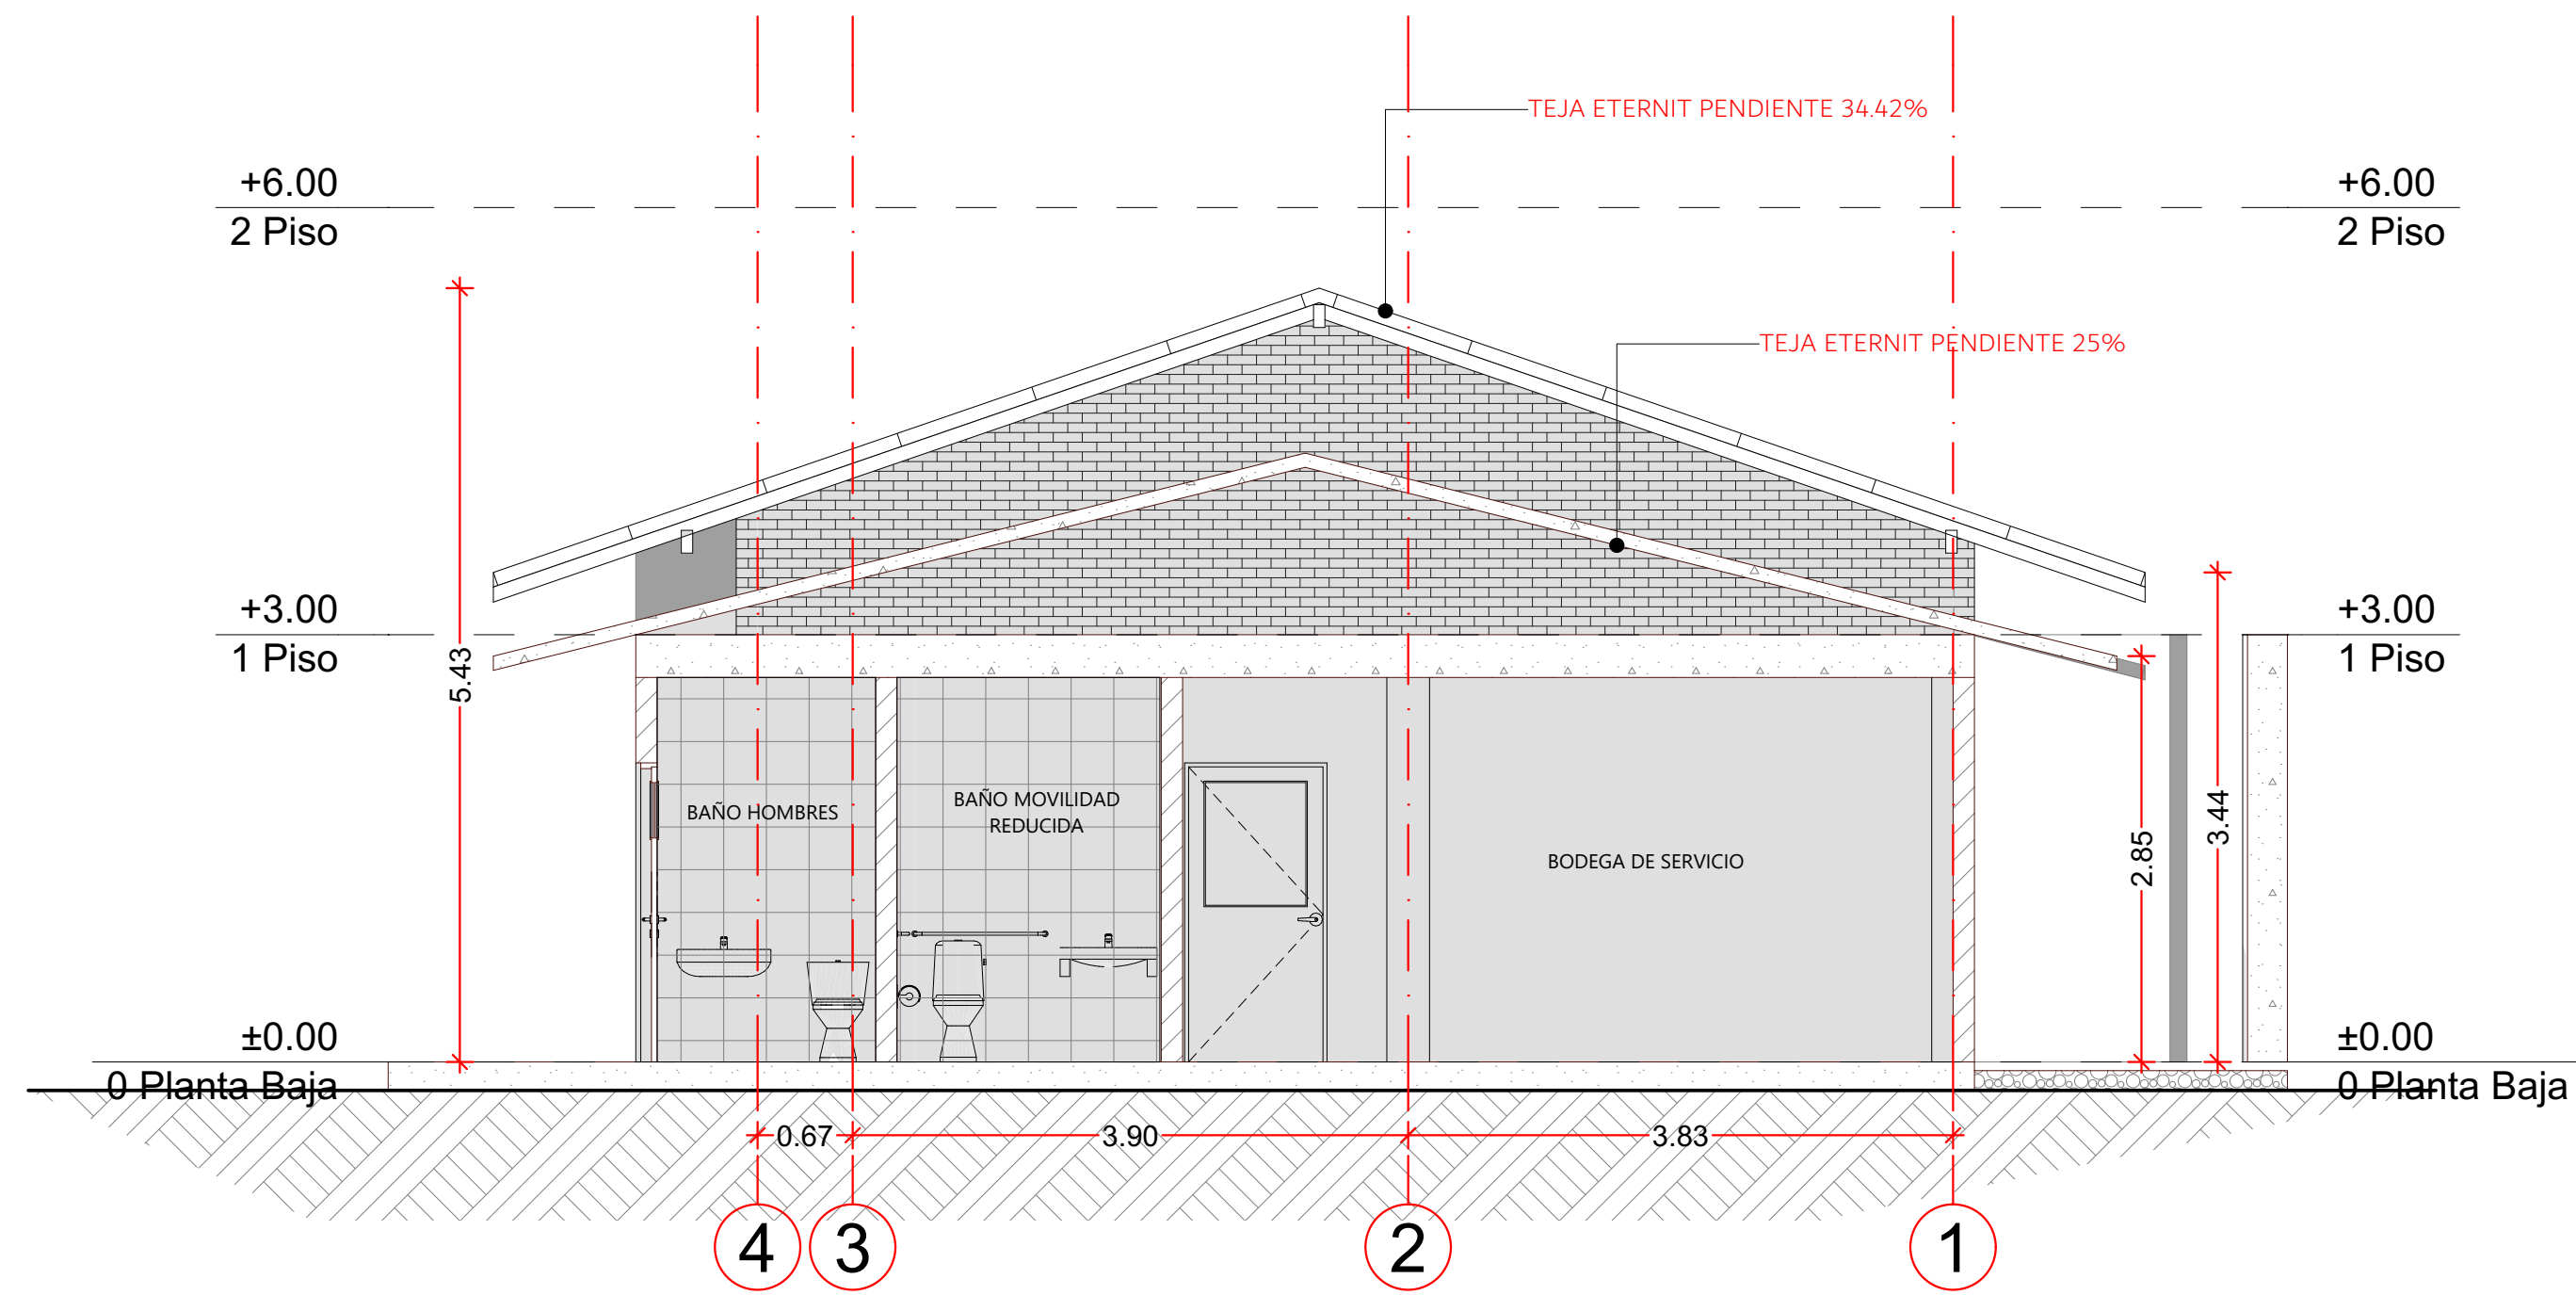 TEJA ETERNIT PENDIENTE 34.42%
+6.00
2 Piso
+6.00
2 Piso
TEJA ETERNIT PENDIENTE 25%
+3.00
1 Piso
+3.00
1 Piso
5.43
BAÑO HOMBRES
BAÑO MOVILIDAD
REDUCIDA
BODEGA DE SERVICIO
2.85
3.44
±0.00
0 Planta Baja
±0.00
0 Planta Baja
0.67
3.90
3.83
4
3
2
1